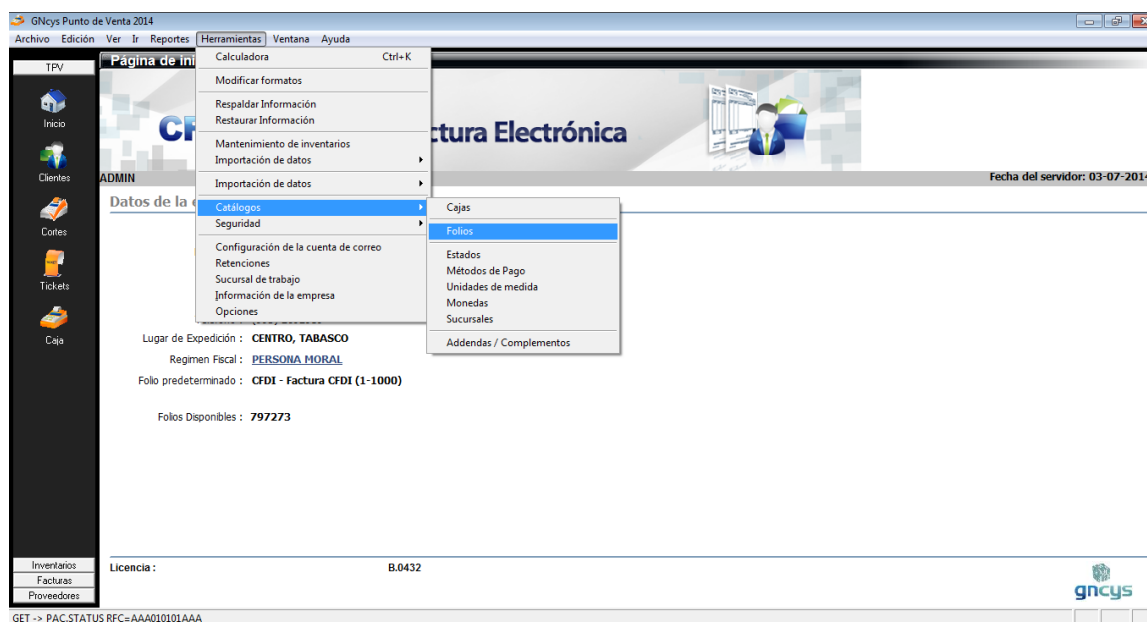 GNcys Punto de Venta 2014
Archivo Edición Ver Ir Reportes Herramientas Ventana Ayuda
TPV
Inicio
Clientes
Cortes
Tickets
Caja
Inventarios
Facturas
Proveedores
Página de ini
CF
ctura Electrónica
ADMIN
Fecha del servidor: 03-07-2014
Datos de la e
Calculadora Ctrl+K
Modificar formatos
Respaldar Información
Restaurar Información
Mantenimiento de inventarios
Importación de datos
Importación de datos
Catálogos
Seguridad
Configuración de la cuenta de correo
Retenciones
Sucursal de trabajo
Información de la empresa
Opciones
Cajas
Folios
Estados
Métodos de Pago
Unidades de medida
Monedas
Sucursales
Addendas / Complementos
Lugar de Expedición : CENTRO, TABASCO
Regimen Fiscal : PERSONA MORAL
Folio predeterminado : CFDI - Factura CFDI (1-1000)
Folios Disponibles : 797273
Licencia : B.0432
gncys
GET -> PAC.STATUS RFC=AAA010101AAA